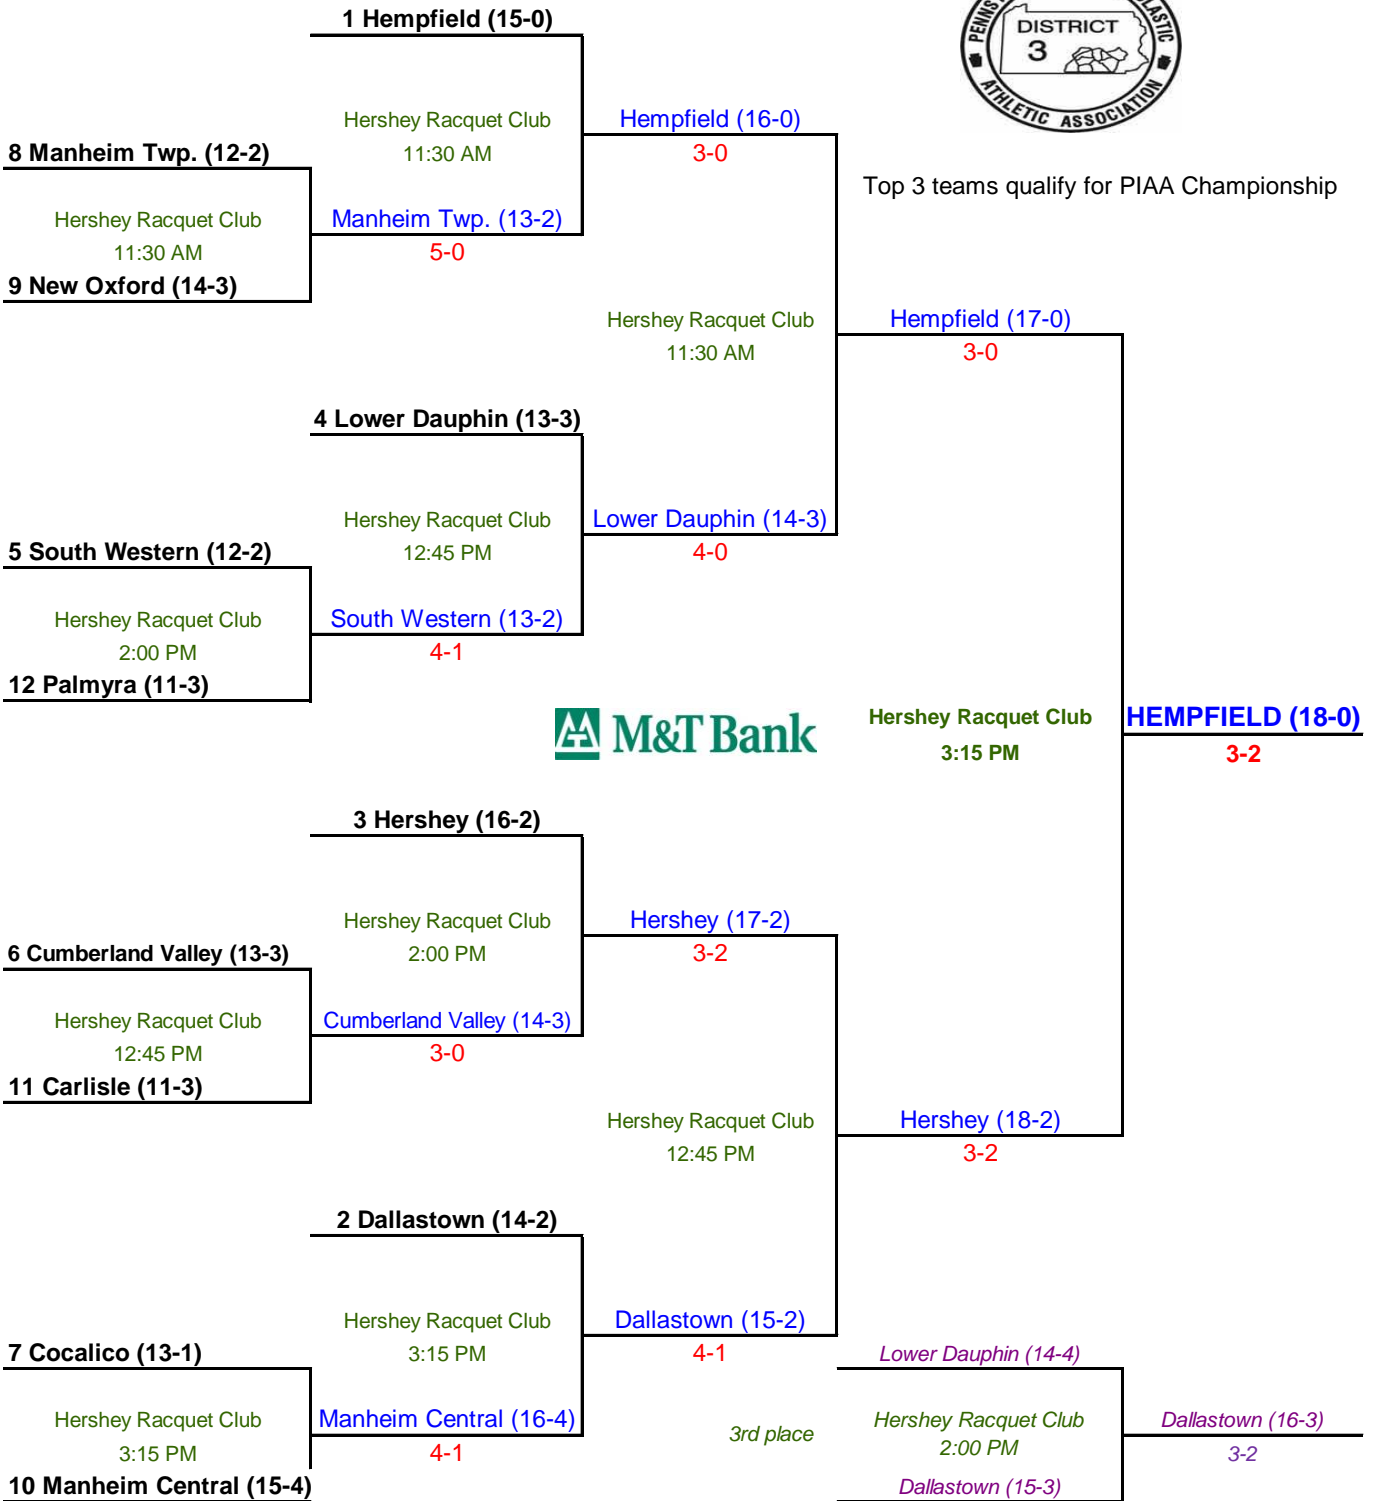 1 Hempfield (15-0)
DISTRICT
3
ATHLETIC ASSOCIATION
Hershey Racquet Club
11:30 AM
Hempfield (16-0)
3-0
8 Manheim Twp. (12-2)
Top 3 teams qualify for PIAA Championship
Hershey Racquet Club
11:30 AM
Manheim Twp. (13-2)
5-0
9 New Oxford (14-3)
Hershey Racquet Club
11:30 AM
Hempfield (17-0)
3-0
4 Lower Dauphin (13-3)
Hershey Racquet Club
12:45 PM
Lower Dauphin (14-3)
4-0
5 South Western (12-2)
Hershey Racquet Club
2:00 PM
South Western (13-2)
4-1
12 Palmyra (11-3)
M&T Bank
Hershey Racquet Club
3:15 PM
HEMPFIELD (18-0)
3-2
3 Hershey (16-2)
Hershey Racquet Club
2:00 PM
Hershey (17-2)
3-2
6 Cumberland Valley (13-3)
Hershey Racquet Club
12:45 PM
Cumberland Valley (14-3)
3-0
11 Carlisle (11-3)
Hershey Racquet Club
12:45 PM
Hershey (18-2)
3-2
2 Dallastown (14-2)
Hershey Racquet Club
3:15 PM
Dallastown (15-2)
4-1
7 Cocalico (13-1)
Hershey Racquet Club
3:15 PM
Manheim Central (16-4)
4-1
10 Manheim Central (15-4)
3rd place
Lower Dauphin (14-4)
Hershey Racquet Club
2:00 PM
Dallastown (15-3)
Dallastown (16-3)
3-2